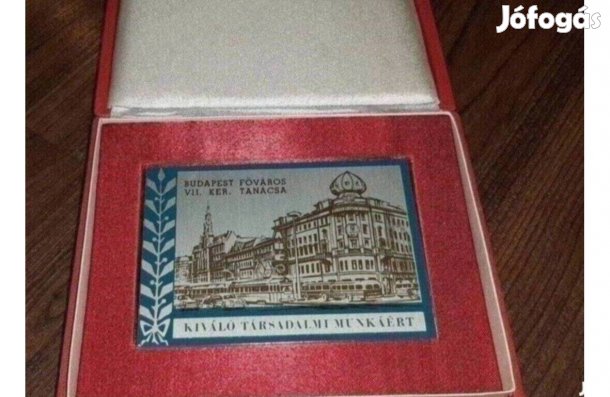 Jófogás
BUDAPEST FŐVÁROS
VII. KER. TANÁCSA
KIVÁLÓ TÁRSADALMI MUNKÁÉRT